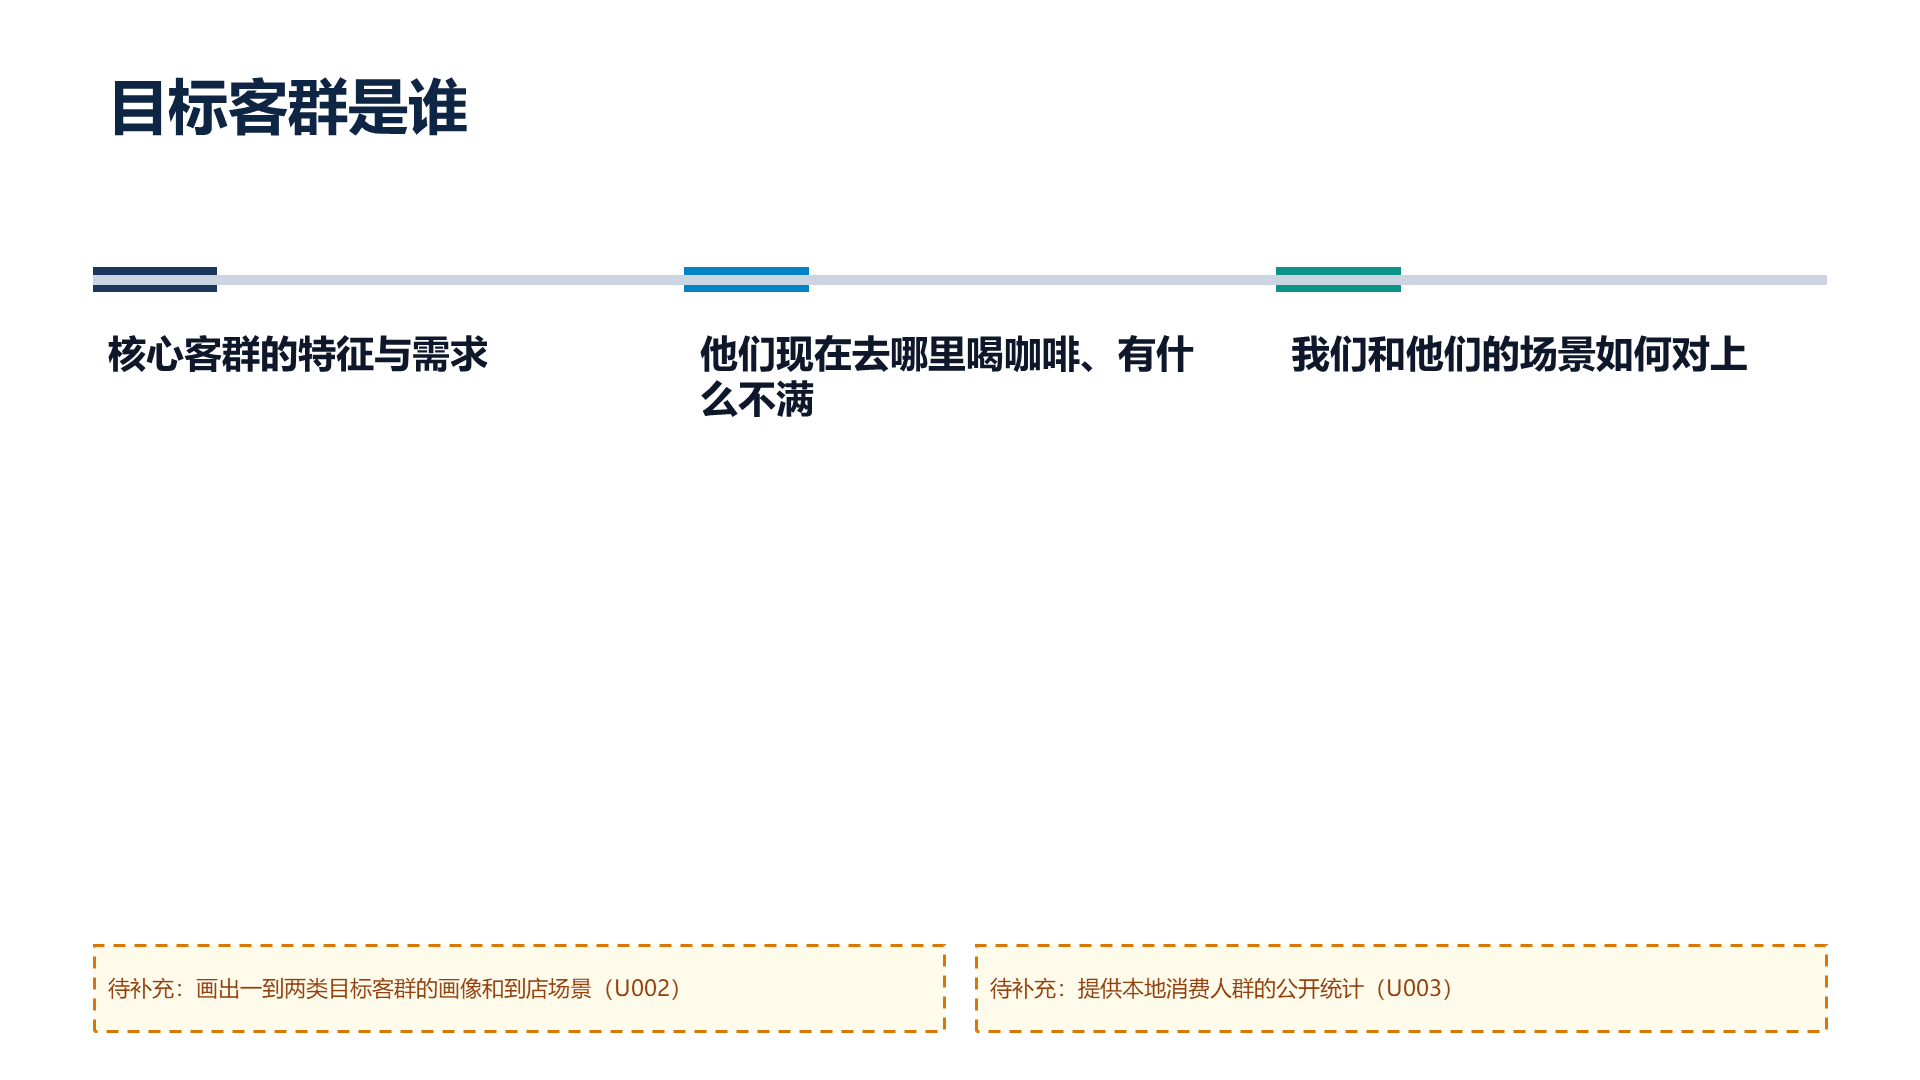 目标客群是谁
核心客群的特征与需求
他们现在去哪里喝咖啡、有什
么不满
我们和他们的场景如何对上
待补充：画出一到两类目标客群的画像和到店场景（U002）
待补充：提供本地消费人群的公开统计（U003）